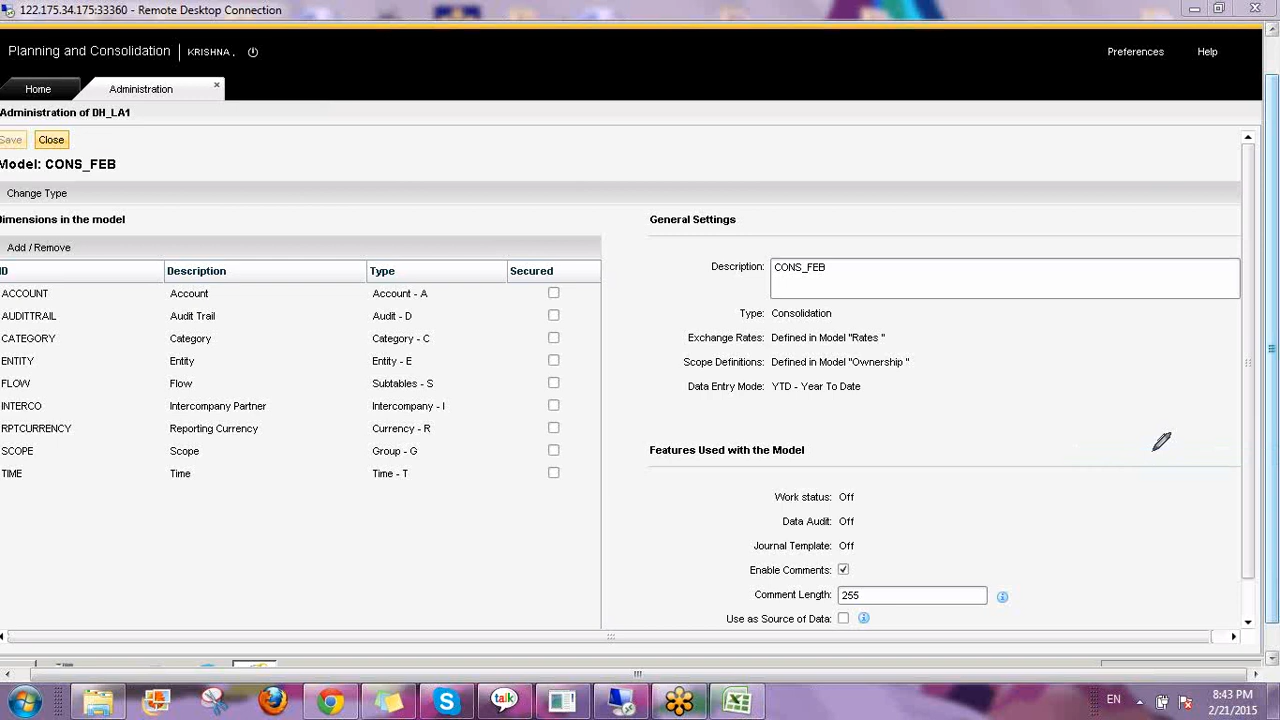 122.175.34.175:33360 - Remote Desktop Connection
Planning and Consolidation KRISHNA . Preferences Help
Home Administration
Administration of DH_LA1
Save Close
Model: CONS_FEB
Change Type
Dimensions in the model General Settings
Add / Remove
ID Description Type Secured
Description: CONS_FEB
ACCOUNT Account Account - A
AUDITTRAIL Audit Trail Audit - D
Type: Consolidation
CATEGORY Category Category - C
Exchange Rates: Defined in Model "Rates "
ENTITY Entity Entity - E
Scope Definitions: Defined in Model "Ownership "
FLOW Flow Subtables - S
Data Entry Mode: YTD - Year To Date
INTERCO Intercompany Partner Intercompany - I
RPTCURRENCY Reporting Currency Currency - R
SCOPE Scope Group - G
Features Used with the Model
TIME Time Time - T
Work status: Off
Data Audit: Off
Journal Template: Off
Enable Comments:
Comment Length: 255
Use as Source of Data:
talk
EN 8:43 PM
2/21/2015